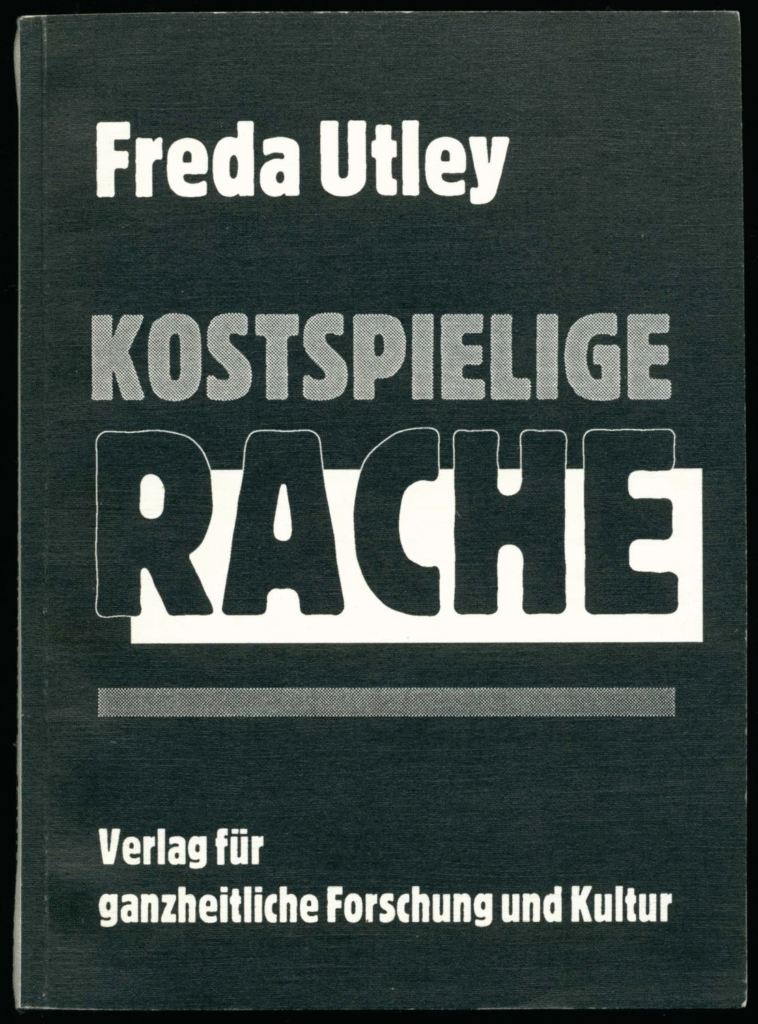 Freda Utley
KOSTSPIELIGE
RACHE
Verlag für
ganzheitliche Forschung und Kultur